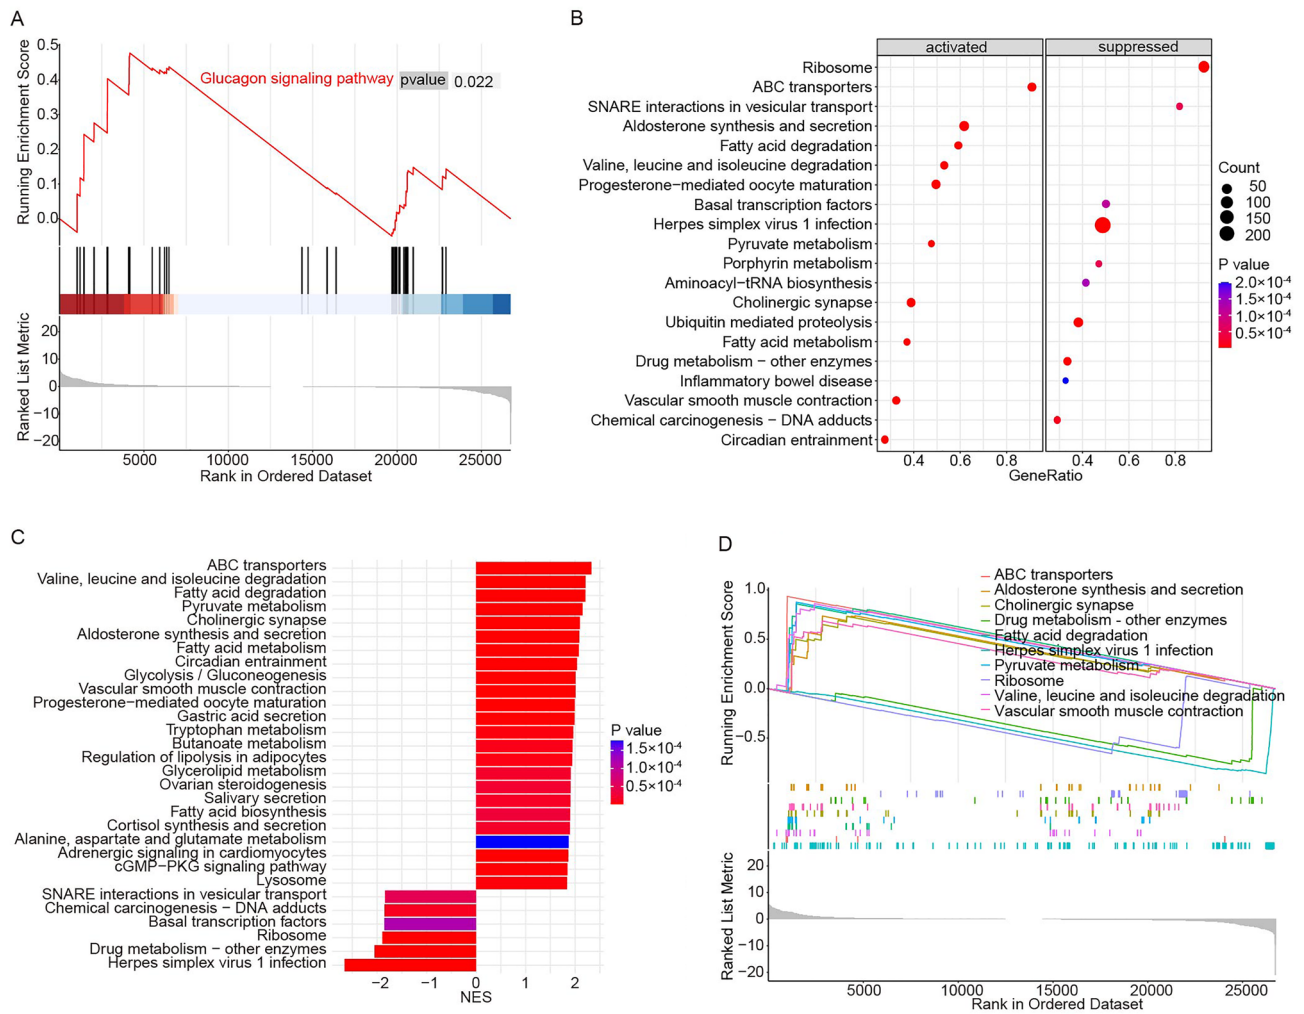 A
Running Enrichment Score
0.5
0.4
0.3
0.2
0.1
0.0
Glucagon signaling pathway
pvalue
0.022
Ranked List Metric
20
10
0
−10
−20
5000
10000
15000
20000
25000
Rank in Ordered Dataset
B
activated
suppressed
Ribosome
ABC transporters
SNARE interactions in vesicular transport
Aldosterone synthesis and secretion
Fatty acid degradation
Valine, leucine and isoleucine degradation
Progesterone−mediated oocyte maturation
Basal transcription factors
Herpes simplex virus 1 infection
Pyruvate metabolism
Porphyrin metabolism
Aminoacyl−tRNA biosynthesis
Cholinergic synapse
Ubiquitin mediated proteolysis
Fatty acid metabolism
Drug metabolism − other enzymes
Inflammatory bowel disease
Vascular smooth muscle contraction
Chemical carcinogenesis − DNA adducts
Circadian entrainment
0.4
0.6
0.8
0.4
0.6
0.8
GeneRatio
Count
50
100
150
200
P value
2.0×10⁻⁴
1.5×10⁻⁴
1.0×10⁻⁴
0.5×10⁻⁴
C
ABC transporters
Valine, leucine and isoleucine degradation
Fatty acid degradation
Pyruvate metabolism
Cholinergic synapse
Aldosterone synthesis and secretion
Fatty acid metabolism
Circadian entrainment
Glycolysis / Gluconeogenesis
Vascular smooth muscle contraction
Progesterone−mediated oocyte maturation
Gastric acid secretion
Tryptophan metabolism
Butanoate metabolism
Regulation of lipolysis in adipocytes
Glycerolipid metabolism
Ovarian steroidogenesis
Salivary secretion
Fatty acid biosynthesis
Cortisol synthesis and secretion
Alanine, aspartate and glutamate metabolism
Adrenergic signaling in cardiomyocytes
cGMP−PKG signaling pathway
Lysosome
SNARE interactions in vesicular transport
Chemical carcinogenesis − DNA adducts
Basal transcription factors
Ribosome
Drug metabolism − other enzymes
Herpes simplex virus 1 infection
−2
−1
0
1
2
NES
P value
1.5×10⁻⁴
1.0×10⁻⁴
0.5×10⁻⁴
D
Running Enrichment Score
1.0
0.5
0.0
−0.5
ABC transporters
Aldosterone synthesis and secretion
Cholinergic synapse
Drug metabolism - other enzymes
Fatty acid degradation
Herpes simplex virus 1 infection
Pyruvate metabolism
Ribosome
Valine, leucine and isoleucine degradation
Vascular smooth muscle contraction
Ranked List Metric
20
10
0
−10
−20
5000
10000
15000
20000
25000
Rank in Ordered Dataset